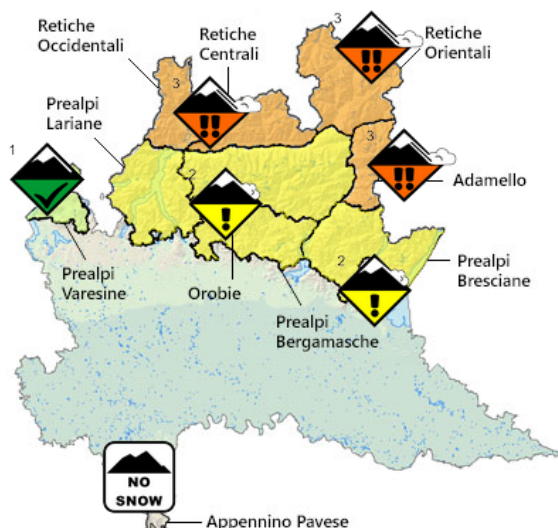 3
Retiche
Occidentali
Retiche
Centrali
Retiche
Orientali
3
!!
!!
Prealpi
Lariane
1
2
3
!!
Adamello
!
Prealpi
Varesine
Orobie
2
!
Prealpi
Bergamasche
Prealpi
Bresciane
NO
SNOW
Appennino Pavese